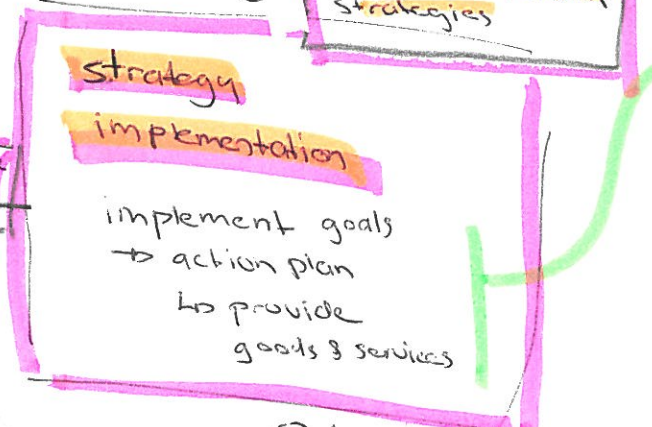 strategies
strategy
implementation
implement goals
→ action plan
↳ provide
goods & services